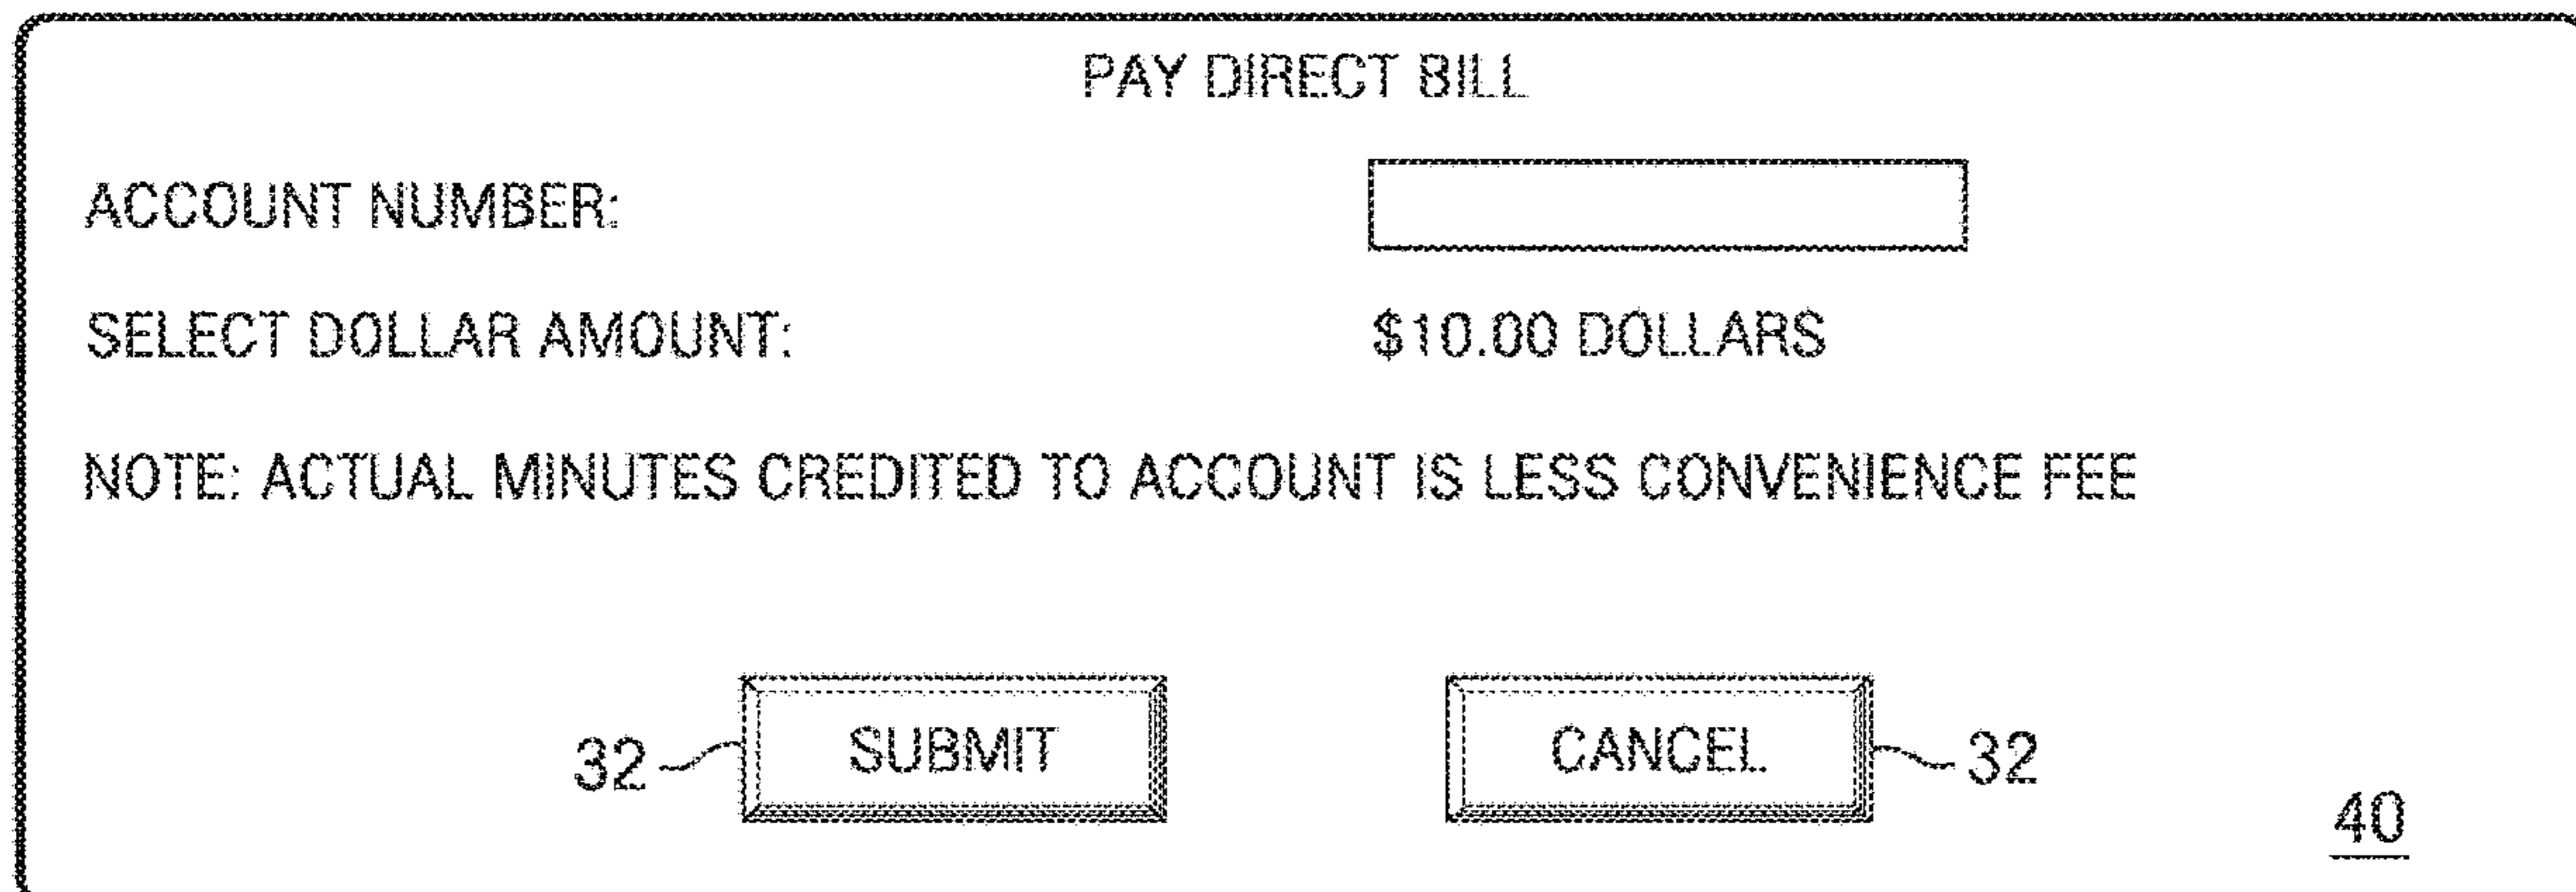 PAY DIRECT BILL
ACCOUNT NUMBER:
SELECT DOLLAR AMOUNT: $10.00 DOLLARS
NOTE: ACTUAL MINUTES CREDITED TO ACCOUNT IS LESS CONVENIENCE FEE
32 SUBMIT CANCEL 32
40